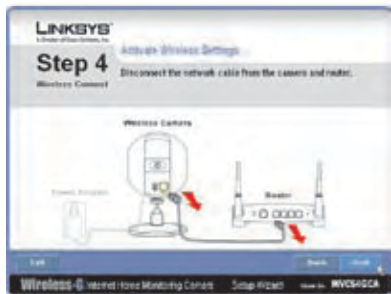 LINKSYS
A Division of Cisco Systems, Inc.
Activate Wireless Settings
Step 4
Wireless Connect
Disconnect the network cable from the camera and router.
Wireless Camera
Power Adapter
Router
Exit
Back Next
Wireless-G Internet Home Monitoring Camera Setup Wizard WVC54GCA